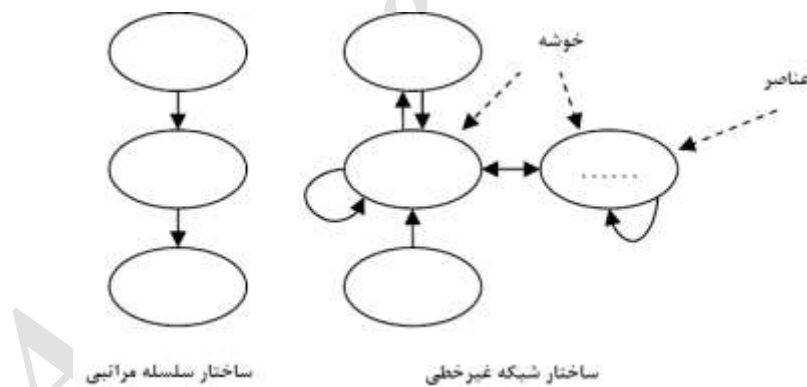 خوشه
عناصر
......
ساختار شبکه غیرخطی
ساختار سلسله مراتبی